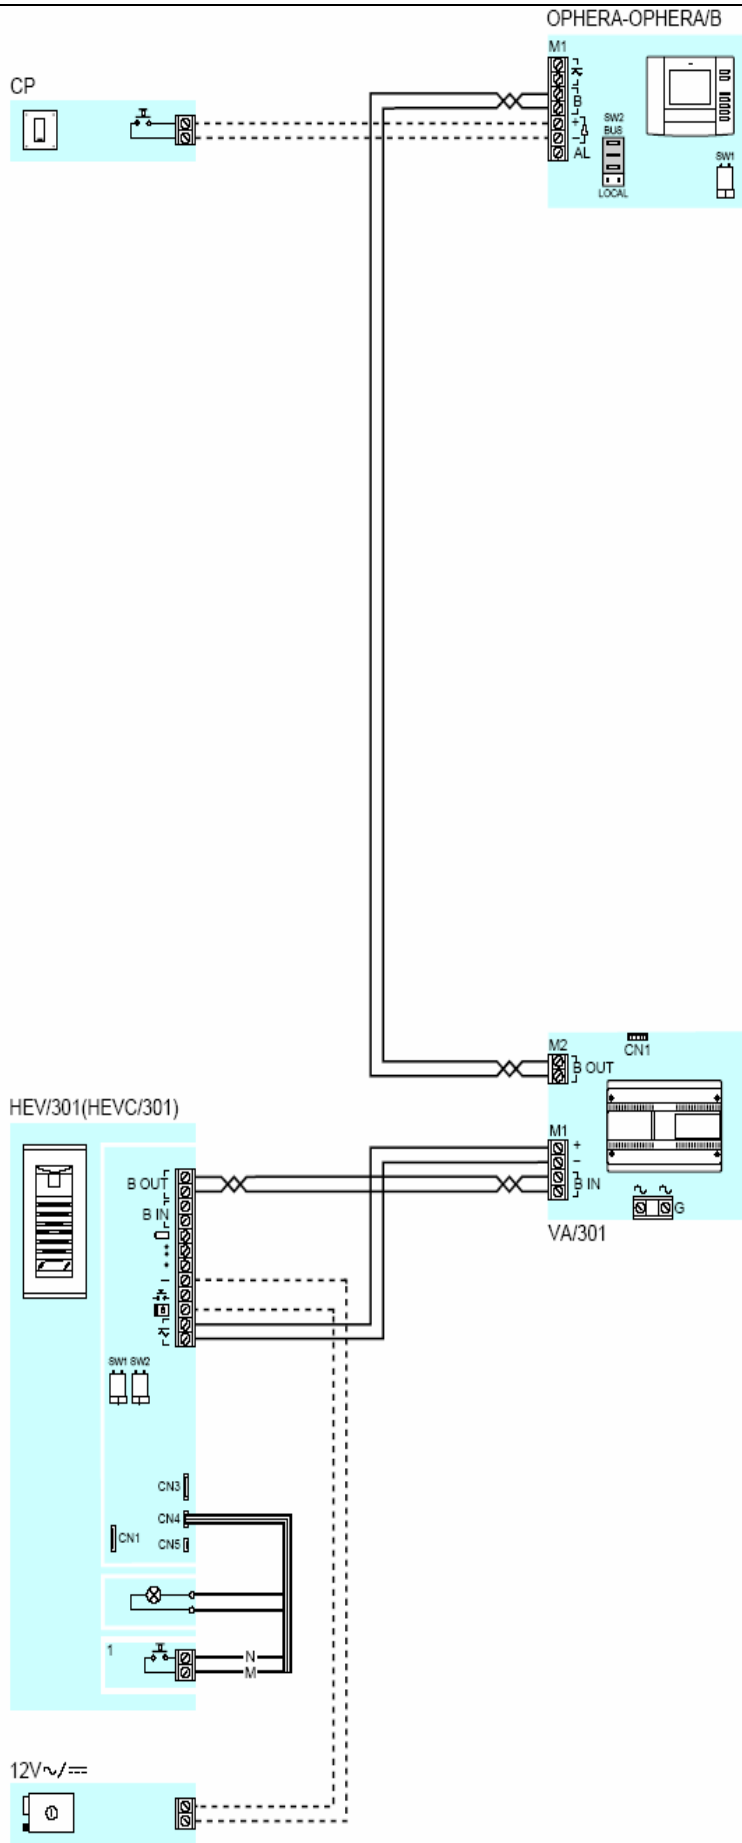 OPHERA-OPHERA/B
M1
CP
B
+
SW2
BUS
−
AL
SW1
LOCAL
M2
CN1
B OUT
HEV/301(HEVC/301)
M1
+
−
B OUT
B IN
B IN
G
VA/301
−
SW1 SW2
CN3
CN4
CN1
CN5
1
N
M
12V~/⎓